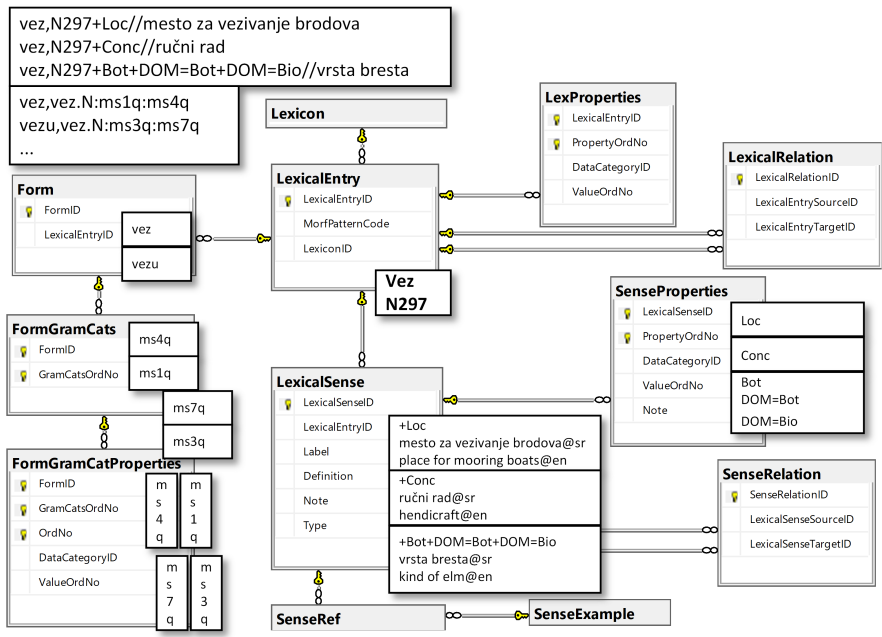 vez,N297+Loc//mesto za vezivanje brodova
vez,N297+Conc//ručni rad
vez,N297+Bot+DOM=Bot+DOM=Bio//vrsta bresta
vez,vez.N:ms1q:ms4q
vezu,vez.N:ms3q:ms7q
...
Lexicon
LexProperties
LexicalEntryID
PropertyOrdNo
DataCategoryID
ValueOrdNo
LexicalRelation
LexicalRelationID
LexicalEntrySourceID
LexicalEntryTargetID
LexicalEntry
LexicalEntryID
MorfPatternCode
LexiconID
Vez
N297
Form
FormID
LexicalEntryID
vez
vezu
SenseProperties
LexicalSenseID
PropertyOrdNo
DataCategoryID
ValueOrdNo
Note
Loc
Conc
Bot
DOM=Bot
DOM=Bio
FormGramCats
FormID
GramCatsOrdNo
ms4q
ms1q
ms7q
ms3q
LexicalSense
LexicalSenseID
LexicalEntryID
Label
Definition
Note
Type
+Loc
mesto za vezivanje brodova@sr
place for mooring boats@en
+Conc
ručni rad@sr
hendicraft@en
+Bot+DOM=Bot+DOM=Bio
vrsta bresta@sr
kind of elm@en
FormGramCatProperties
FormID
GramCatsOrdNo
OrdNo
DataCategoryID
ValueOrdNo
m
s
4
q
m
s
1
q
m
s
7
q
m
s
3
q
SenseRelation
SenseRelationID
LexicalSenseSourceID
LexicalSenseTargetID
SenseRef
SenseExample